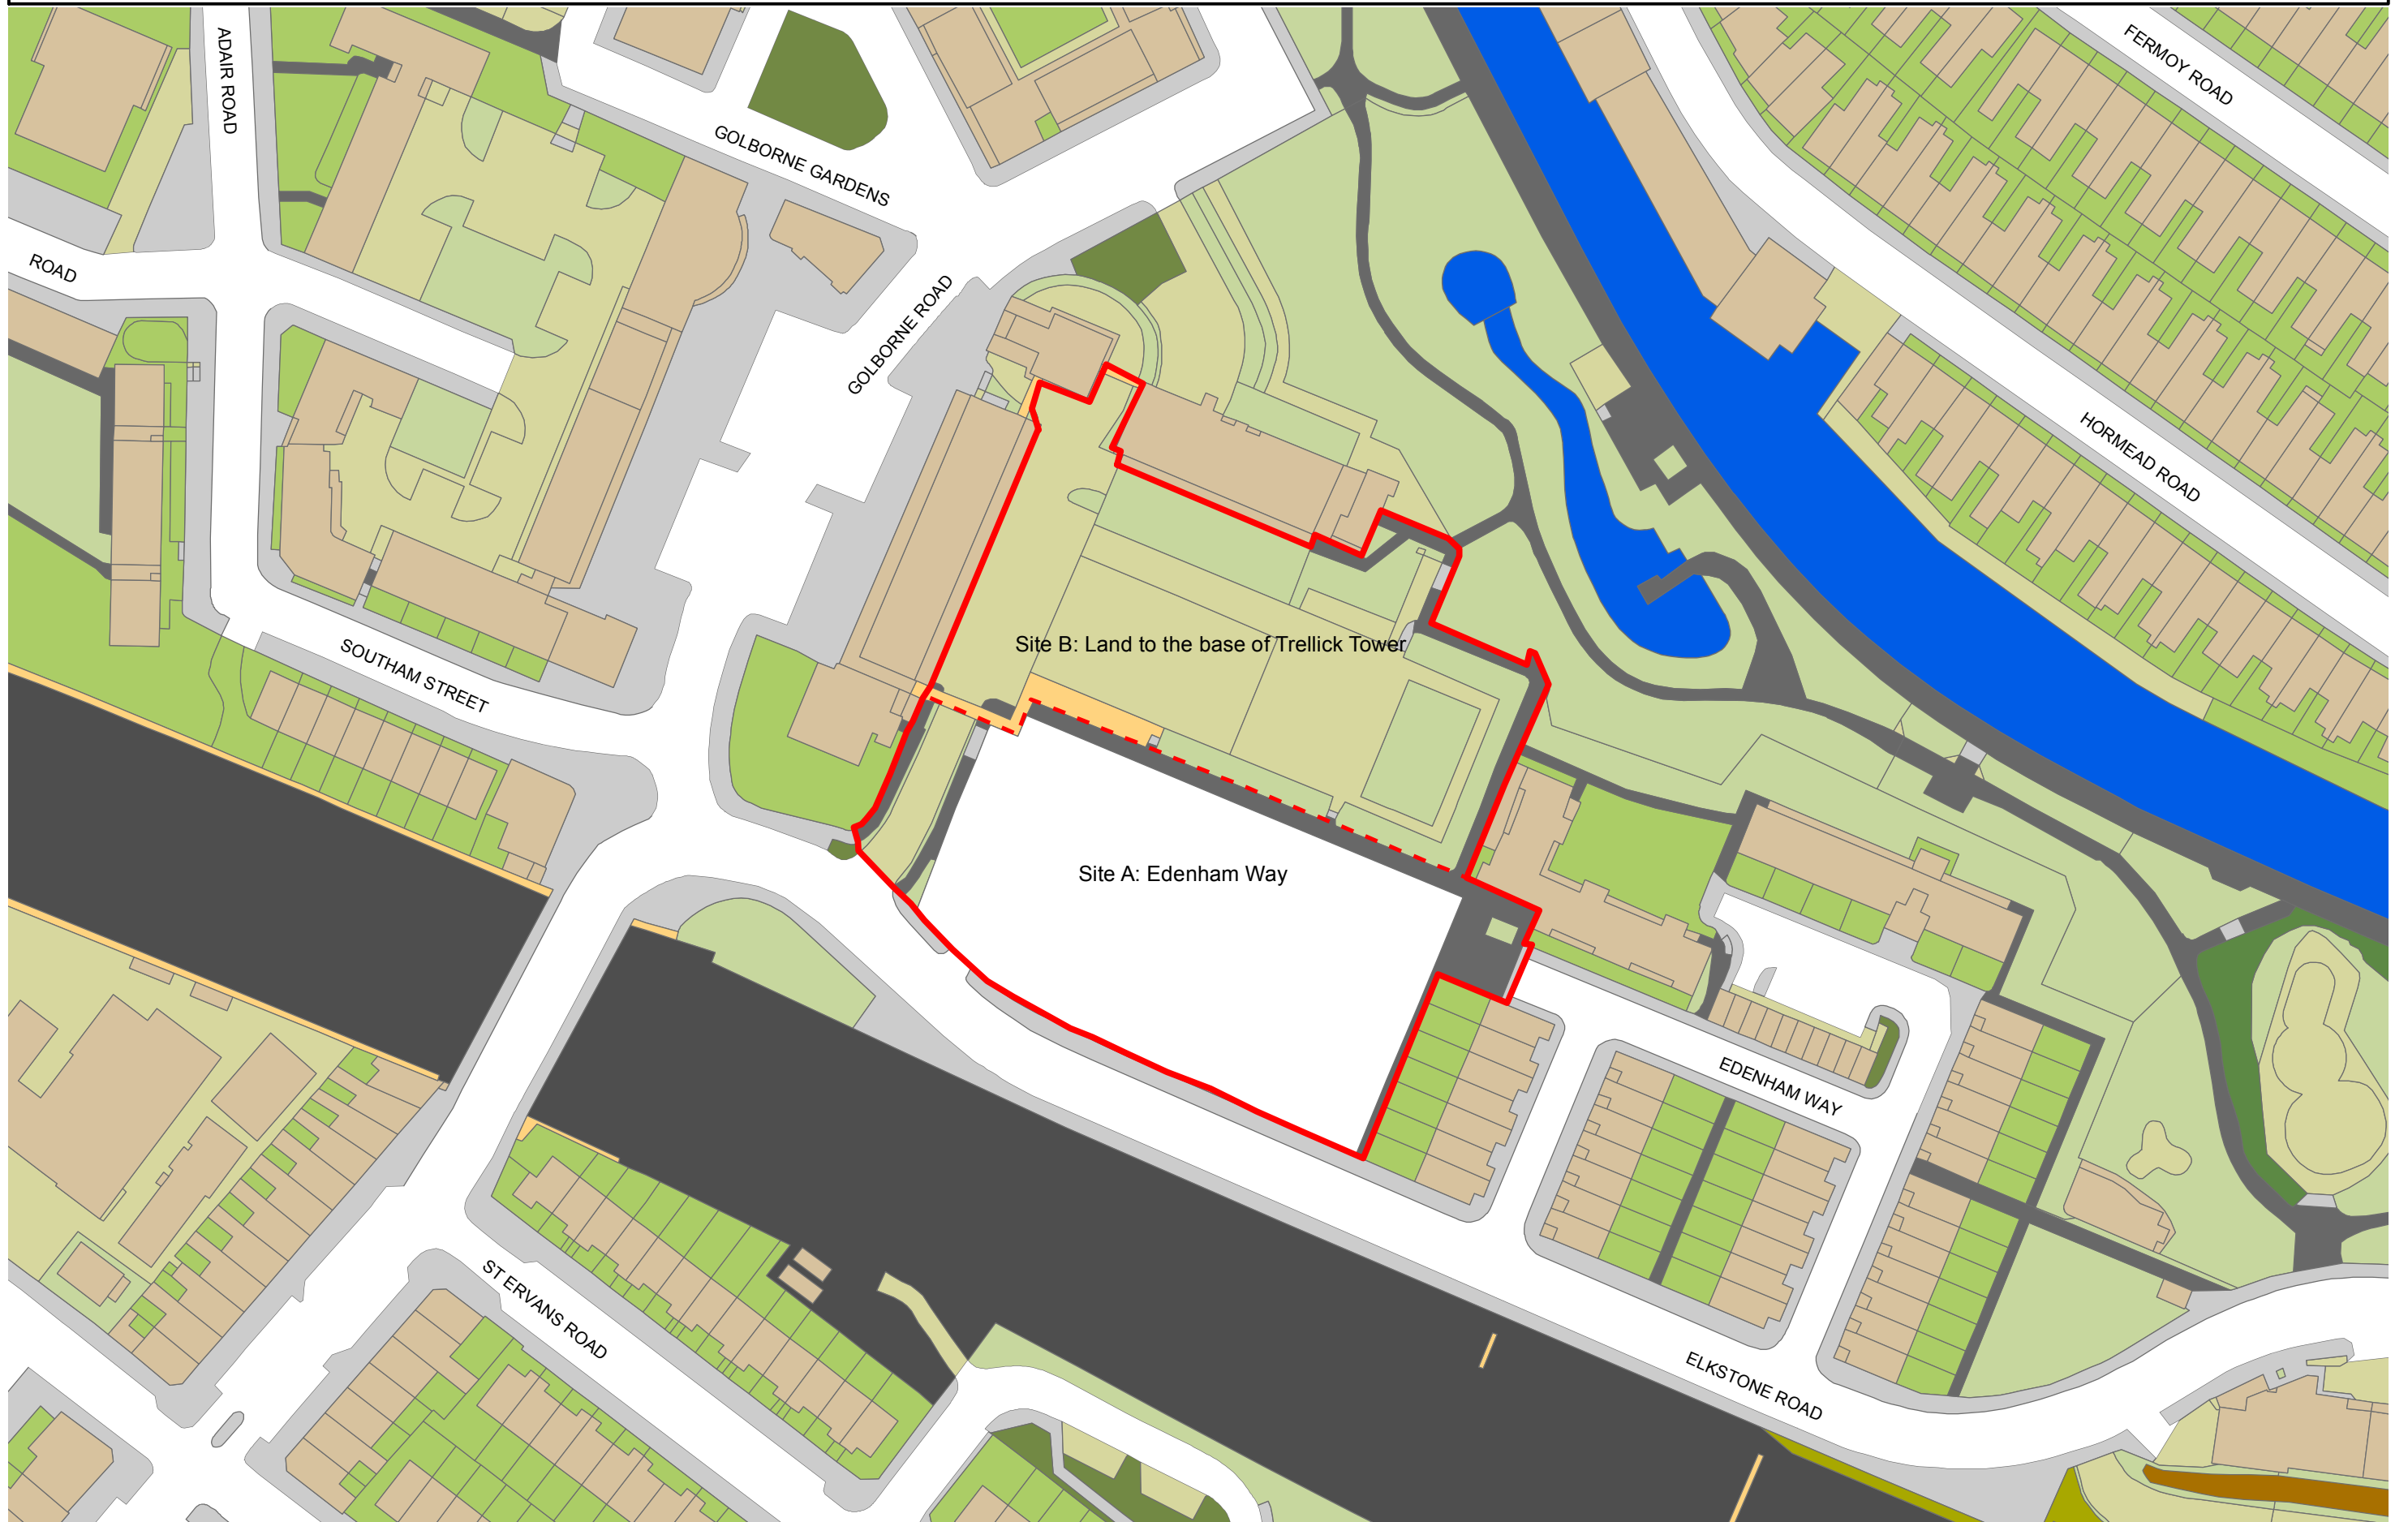 FERMOY ROAD
ADAIR ROAD
GOLBORNE GARDENS
ROAD
GOLBORNE ROAD
HORMEAD ROAD
SOUTHAM STREET
Site B: Land to the base of Trellick Tower
Site A: Edenham Way
EDENHAM WAY
ST ERVANS ROAD
ELKSTONE ROAD